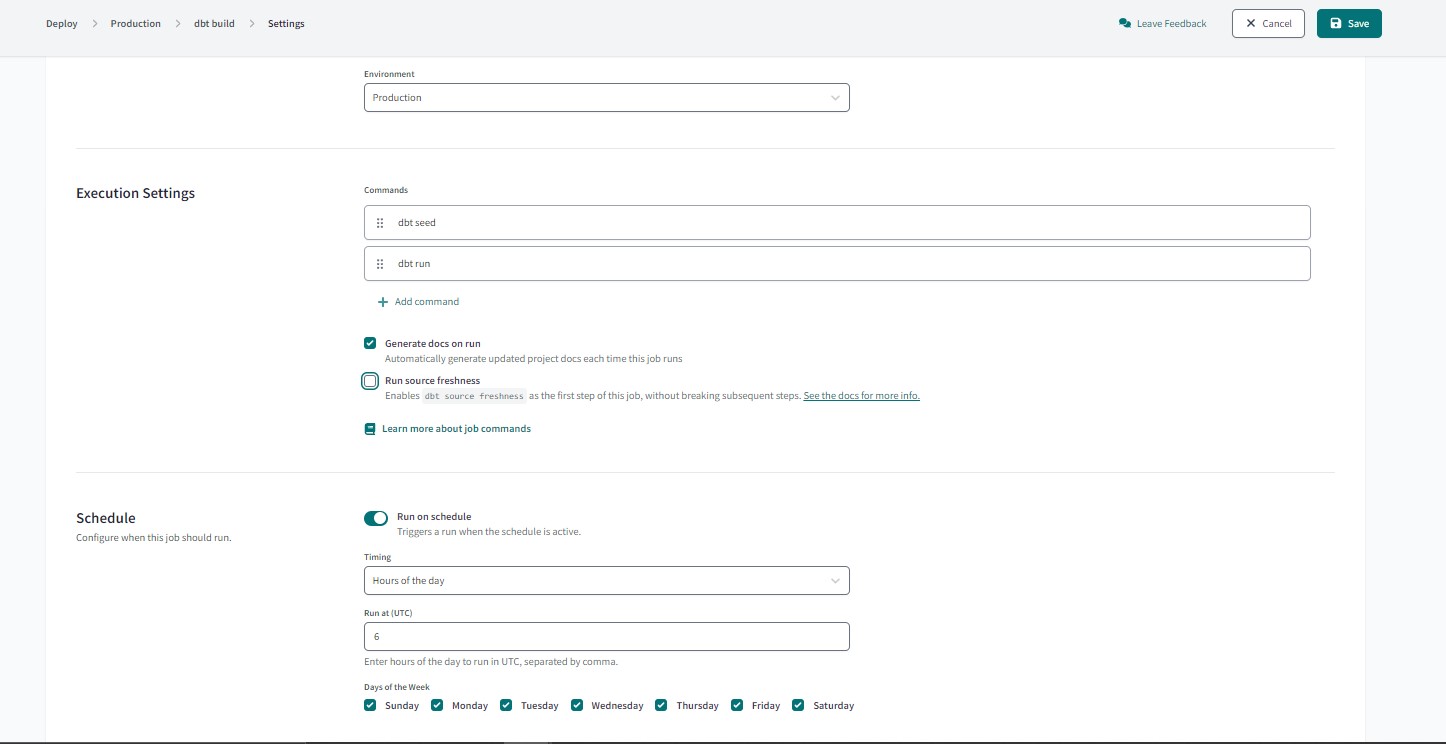 Deploy > Production > dbt build > Settings
Leave Feedback
Cancel
Save
Environment
Production
Execution Settings
Commands
dbt seed
dbt run
Add command
Generate docs on run
Automatically generate updated project docs each time this job runs
Run source freshness
Enables dbt source freshness as the first step of this job, without breaking subsequent steps. See the docs for more info.
Learn more about job commands
Schedule
Configure when this job should run.
Run on schedule
Triggers a run when the schedule is active.
Timing
Hours of the day
Run at (UTC)
6
Enter hours of the day to run in UTC, separated by comma.
Days of the Week
Sunday Monday Tuesday Wednesday Thursday Friday Saturday